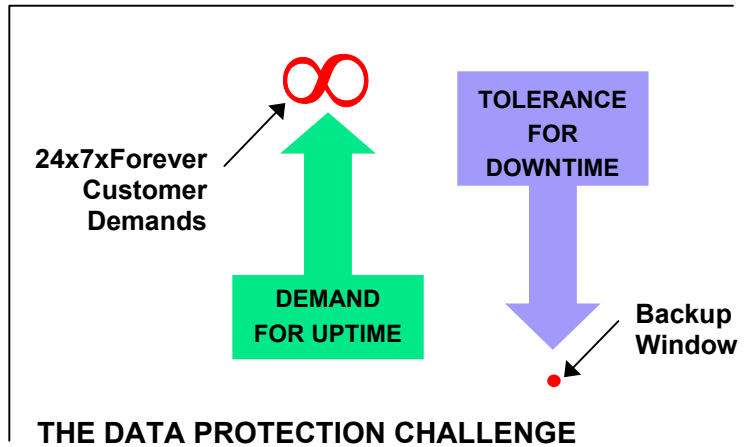 ∞
24x7xForever
Customer
Demands
DEMAND
FOR UPTIME
TOLERANCE
FOR
DOWNTIME
Backup
Window
THE DATA PROTECTION CHALLENGE